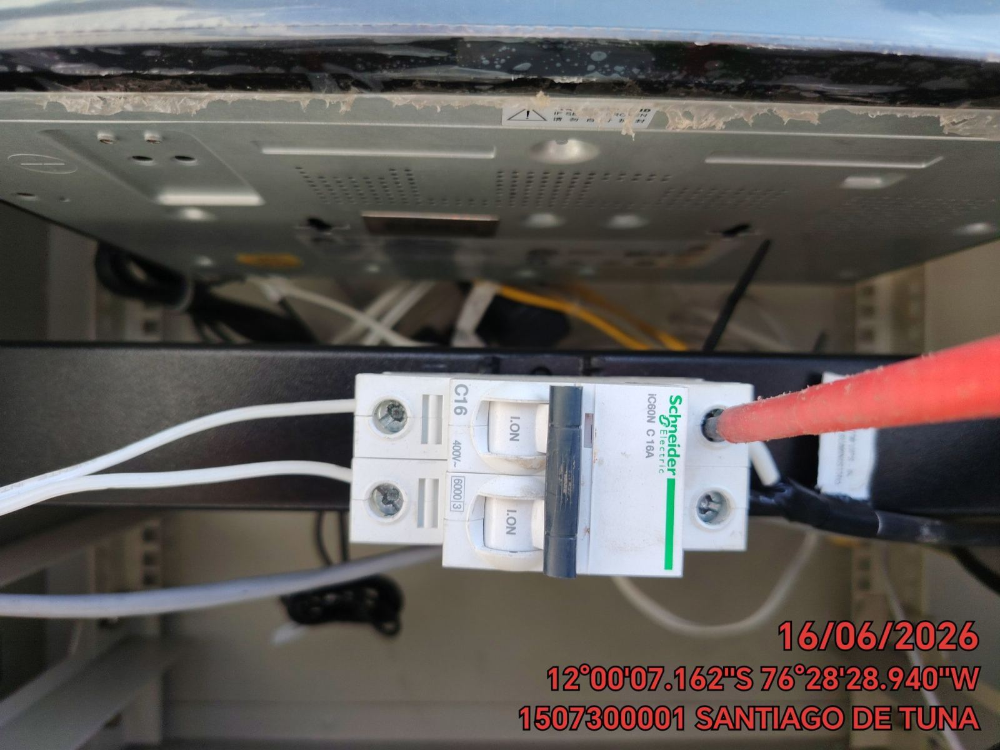 C16
400V~
6000 3
I.ON
I.ON
Schneider
Electric
iC60N C 16A
16/06/2026
12°00'07.162"S 76°28'28.940"W
1507300001 SANTIAGO DE TUNA